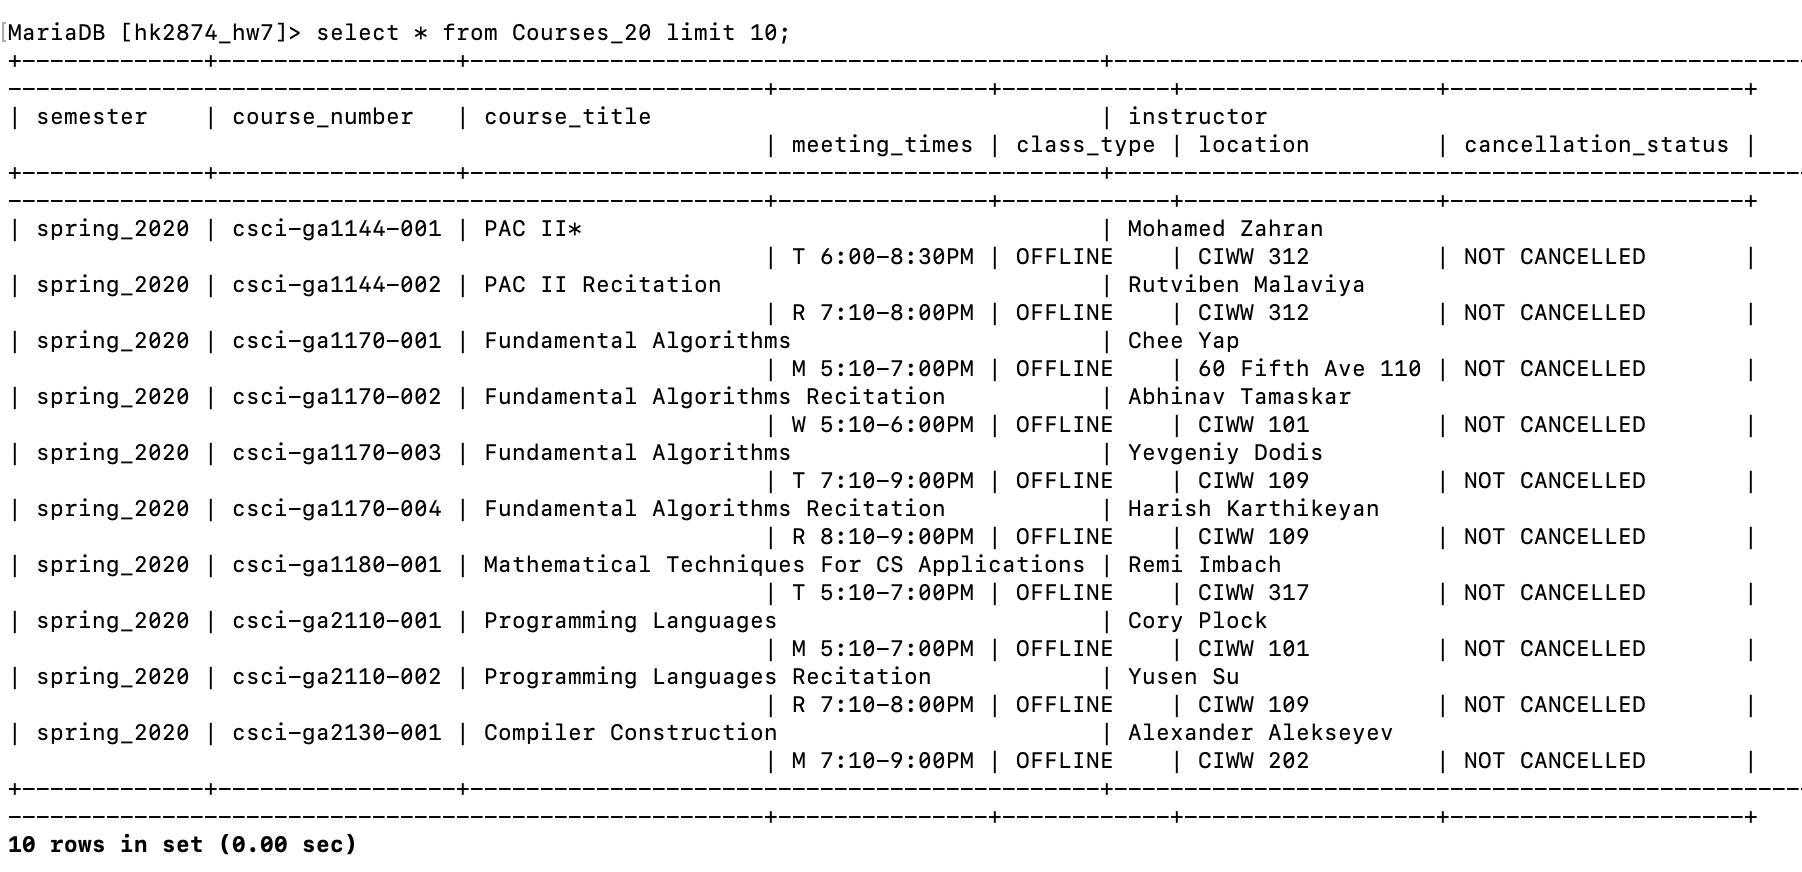 MariaDB [hk2874_hw7]> select * from Courses_20 limit 10;
+-------------+-----------------+---------------------------------------------+-------------------------------------------------
------------------------------------------------------+---------------+------------+------------------+---------------------+
| semester    | course_number   | course_title                                | instructor
                                                      | meeting_times | class_type | location         | cancellation_status |
+-------------+-----------------+---------------------------------------------+-------------------------------------------------
------------------------------------------------------+---------------+------------+------------------+---------------------+
| spring_2020 | csci-ga1144-001 | PAC II*                                     | Mohamed Zahran
                                                      | T 6:00-8:30PM | OFFLINE    | CIWW 312         | NOT CANCELLED       |
| spring_2020 | csci-ga1144-002 | PAC II Recitation                           | Rutviben Malaviya
                                                      | R 7:10-8:00PM | OFFLINE    | CIWW 312         | NOT CANCELLED       |
| spring_2020 | csci-ga1170-001 | Fundamental Algorithms                      | Chee Yap
                                                      | M 5:10-7:00PM | OFFLINE    | 60 Fifth Ave 110 | NOT CANCELLED       |
| spring_2020 | csci-ga1170-002 | Fundamental Algorithms Recitation           | Abhinav Tamaskar
                                                      | W 5:10-6:00PM | OFFLINE    | CIWW 101         | NOT CANCELLED       |
| spring_2020 | csci-ga1170-003 | Fundamental Algorithms                      | Yevgeniy Dodis
                                                      | T 7:10-9:00PM | OFFLINE    | CIWW 109         | NOT CANCELLED       |
| spring_2020 | csci-ga1170-004 | Fundamental Algorithms Recitation           | Harish Karthikeyan
                                                      | R 8:10-9:00PM | OFFLINE    | CIWW 109         | NOT CANCELLED       |
| spring_2020 | csci-ga1180-001 | Mathematical Techniques For CS Applications | Remi Imbach
                                                      | T 5:10-7:00PM | OFFLINE    | CIWW 317         | NOT CANCELLED       |
| spring_2020 | csci-ga2110-001 | Programming Languages                       | Cory Plock
                                                      | M 5:10-7:00PM | OFFLINE    | CIWW 101         | NOT CANCELLED       |
| spring_2020 | csci-ga2110-002 | Programming Languages Recitation            | Yusen Su
                                                      | R 7:10-8:00PM | OFFLINE    | CIWW 109         | NOT CANCELLED       |
| spring_2020 | csci-ga2130-001 | Compiler Construction                       | Alexander Alekseyev
                                                      | M 7:10-9:00PM | OFFLINE    | CIWW 202         | NOT CANCELLED       |
+-------------+-----------------+---------------------------------------------+-------------------------------------------------
------------------------------------------------------+---------------+------------+------------------+---------------------+
10 rows in set (0.00 sec)